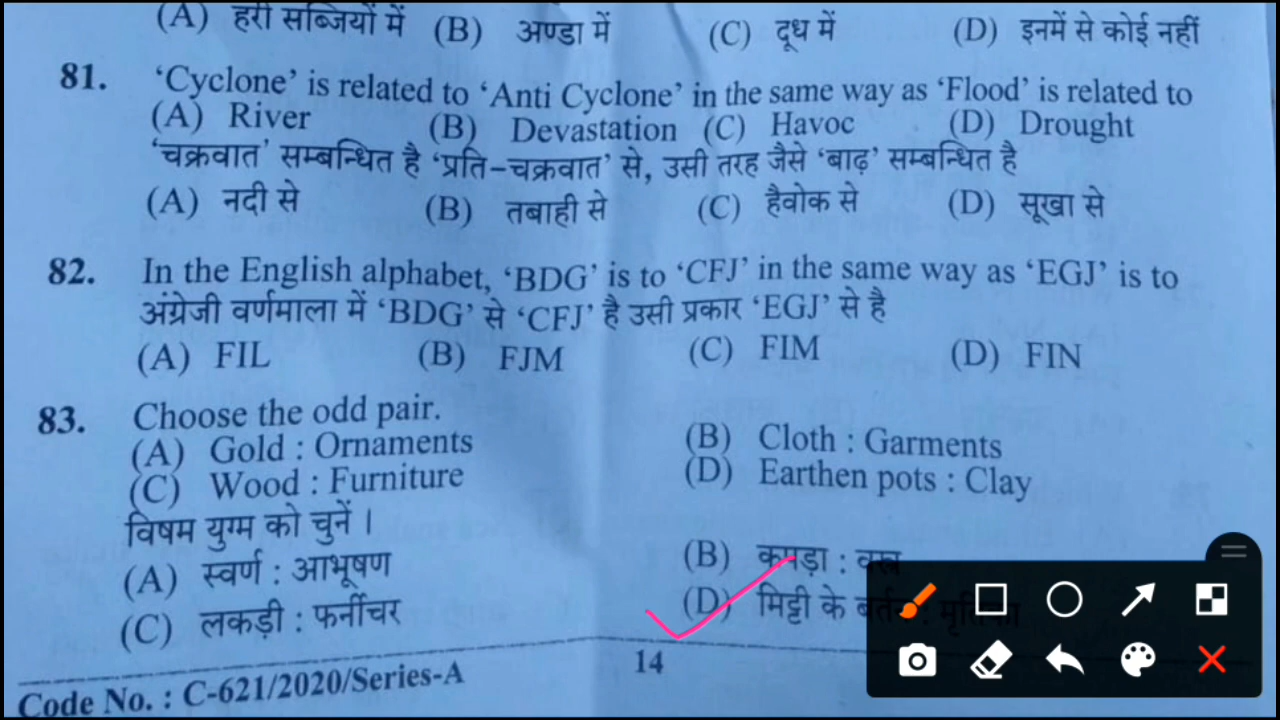 (A) हरी सब्जियों में (B) अण्डा में (C) दूध में (D) इनमें से कोई नहीं
81. ‘Cyclone’ is related to ‘Anti Cyclone’ in the same way as ‘Flood’ is related to
(A) River (B) Devastation (C) Havoc (D) Drought
‘चक्रवात’ सम्बन्धित है ‘प्रति-चक्रवात’ से, उसी तरह जैसे ‘बाढ़’ सम्बन्धित है
(A) नदी से (B) तबाही से (C) हैवोक से (D) सूखा से
82. In the English alphabet, ‘BDG’ is to ‘CFJ’ in the same way as ‘EGJ’ is to
अंग्रेजी वर्णमाला में ‘BDG’ से ‘CFJ’ है उसी प्रकार ‘EGJ’ से है
(A) FIL (B) FJM (C) FIM (D) FIN
83. Choose the odd pair.
(A) Gold : Ornaments (B) Cloth : Garments
(C) Wood : Furniture (D) Earthen pots : Clay
विषम युग्म को चुनें ।
(A) स्वर्ण : आभूषण (B) कपड़ा : वस्त्र
(C) लकड़ी : फर्नीचर (D) मिट्टी के बर्तन : मृत्तिका
14
Code No. : C-621/2020/Series-A